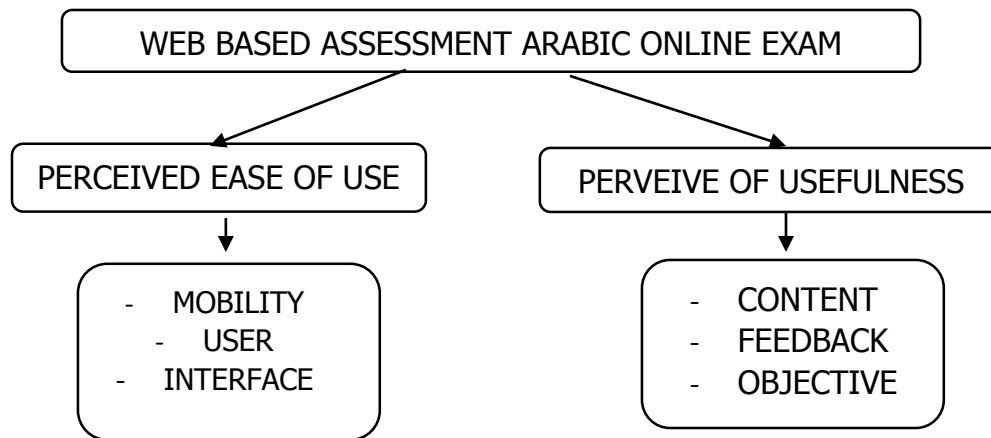 WEB BASED ASSESSMENT ARABIC ONLINE EXAM
PERCEIVED EASE OF USE
PERVEIVE OF USEFULNESS
- MOBILITY
- USER
- INTERFACE
- CONTENT
- FEEDBACK
- OBJECTIVE